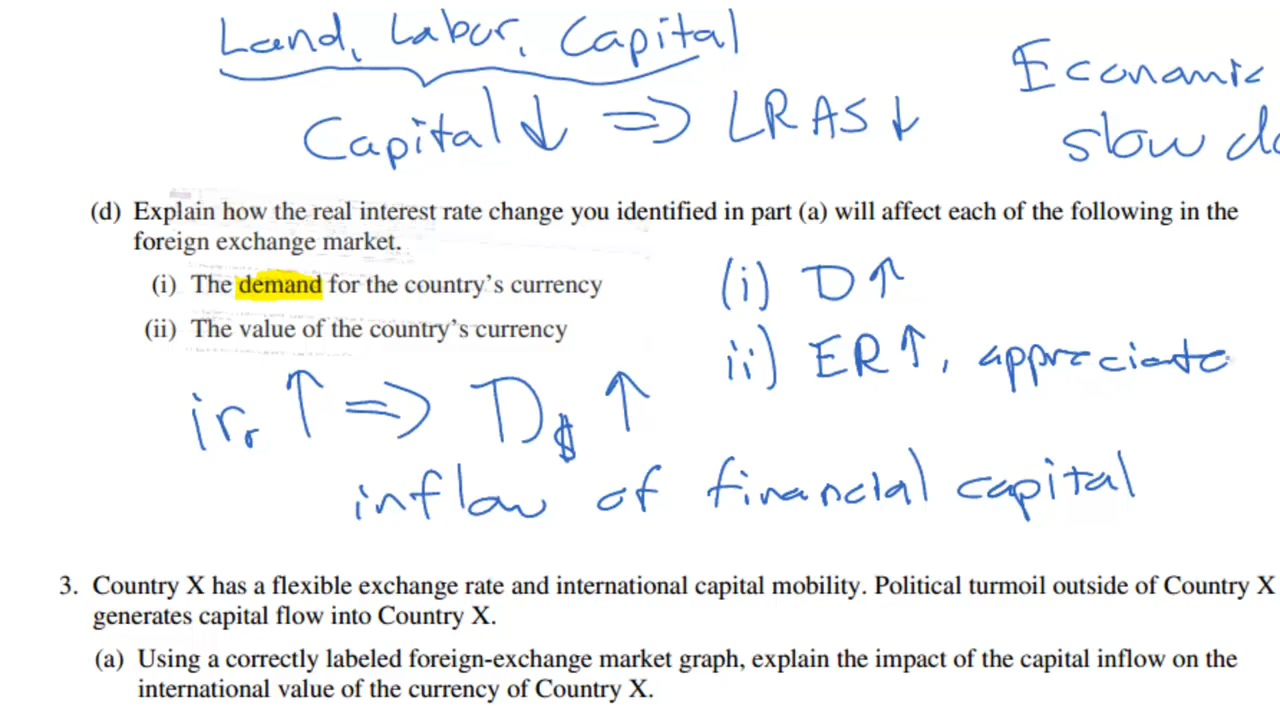 Land, Labor, Capital
Economic
Capital ↓ => LRAS ↓
slow
(d) Explain how the real interest rate change you identified in part (a) will affect each of the following in the
foreign exchange market.
(i) The demand for the country's currency
(i) D↑
(ii) The value of the country's currency
ii) ER↑, appreciate
ir, r ↑ => D$ ↑
inflow of financial capital
3. Country X has a flexible exchange rate and international capital mobility. Political turmoil outside of Country X
generates capital flow into Country X.
(a) Using a correctly labeled foreign-exchange market graph, explain the impact of the capital inflow on the
international value of the currency of Country X.